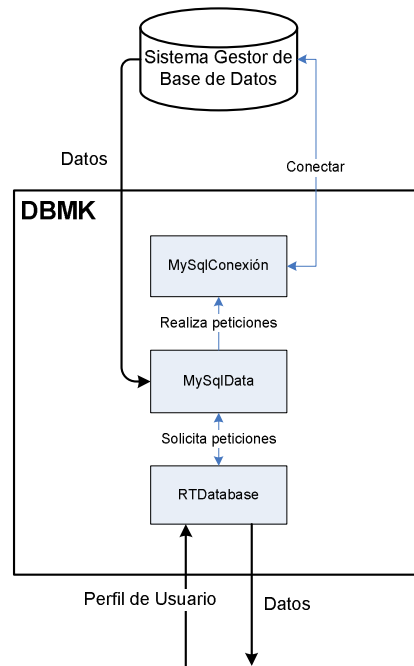 Sistema Gestor de
Base de Datos
Datos
Conectar
DBMK
MySqlConexión
Realiza peticiones
MySqlData
Solicita peticiones
RTDatabase
Perfil de Usuario
Datos